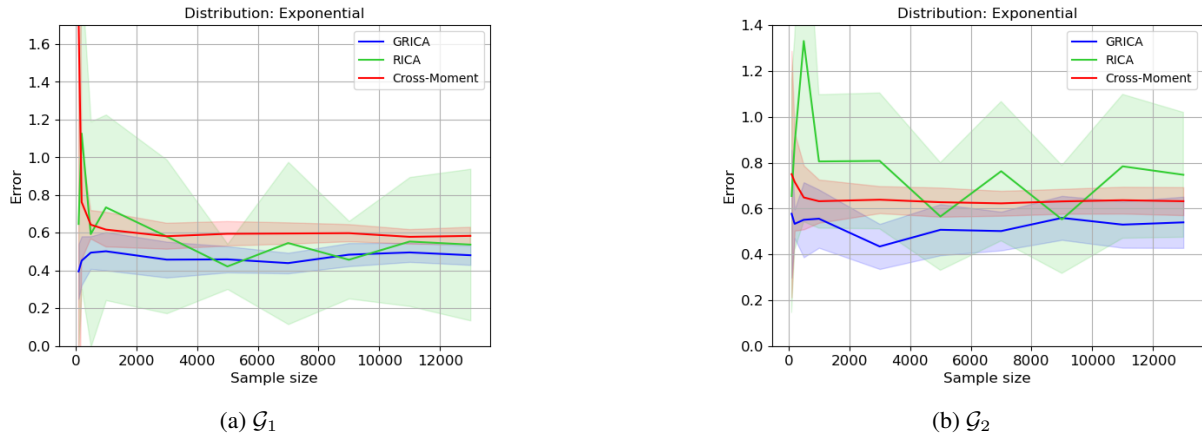 Distribution: Exponential
GRICA
RICA
Cross-Moment
Error
1.6
1.4
1.2
1.0
0.8
0.6
0.4
0.2
0.0
0 2000 4000 6000 8000 10000 12000
Sample size
(a) 𝒢₁
Distribution: Exponential
GRICA
RICA
Cross-Moment
Error
1.4
1.2
1.0
0.8
0.6
0.4
0.2
0.0
0 2000 4000 6000 8000 10000 12000
Sample size
(b) 𝒢₂